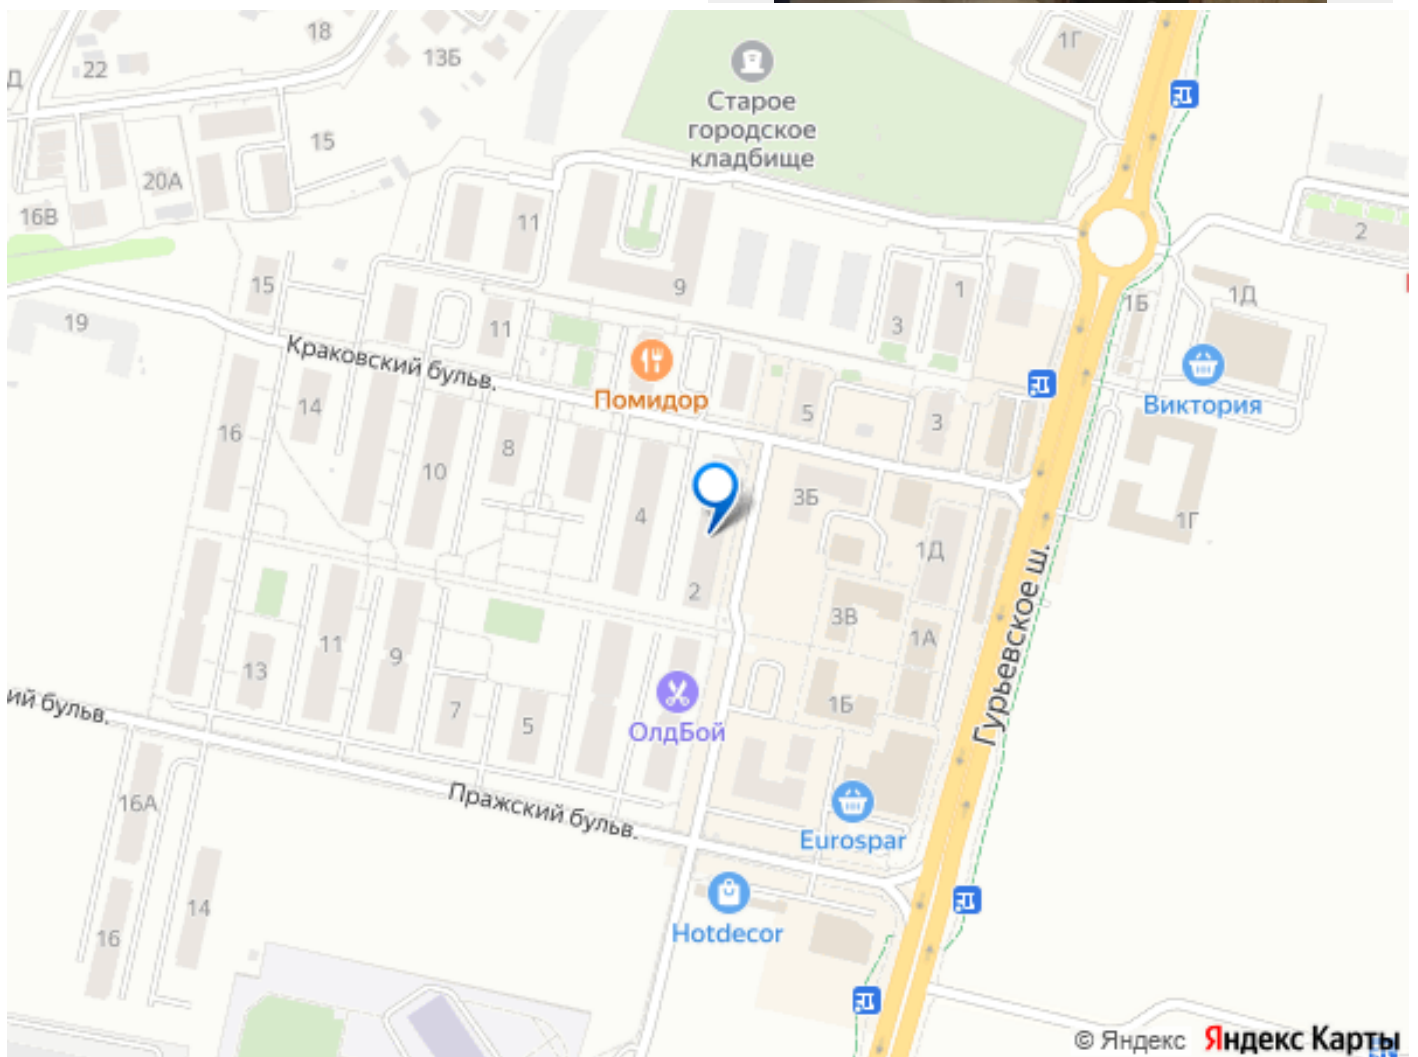 18
1Г
13Б
22
Д
Старое
городское
кладбище
15
20А
16В
11
2
15
9
1
1Б
1Д
19
11
3
Краковский бульв.
Помидор
Виктория
14
5
3
16
8
10
3Б
4
1Г
1Д
2
Гурьевское ш.
3В
11
1А
9
13
ий бульв.
7
5
ОлдБой
1Б
16А
Пражский бульв.
Eurospar
14
16
Hotdecor
© Яндекс Яндекс Карты